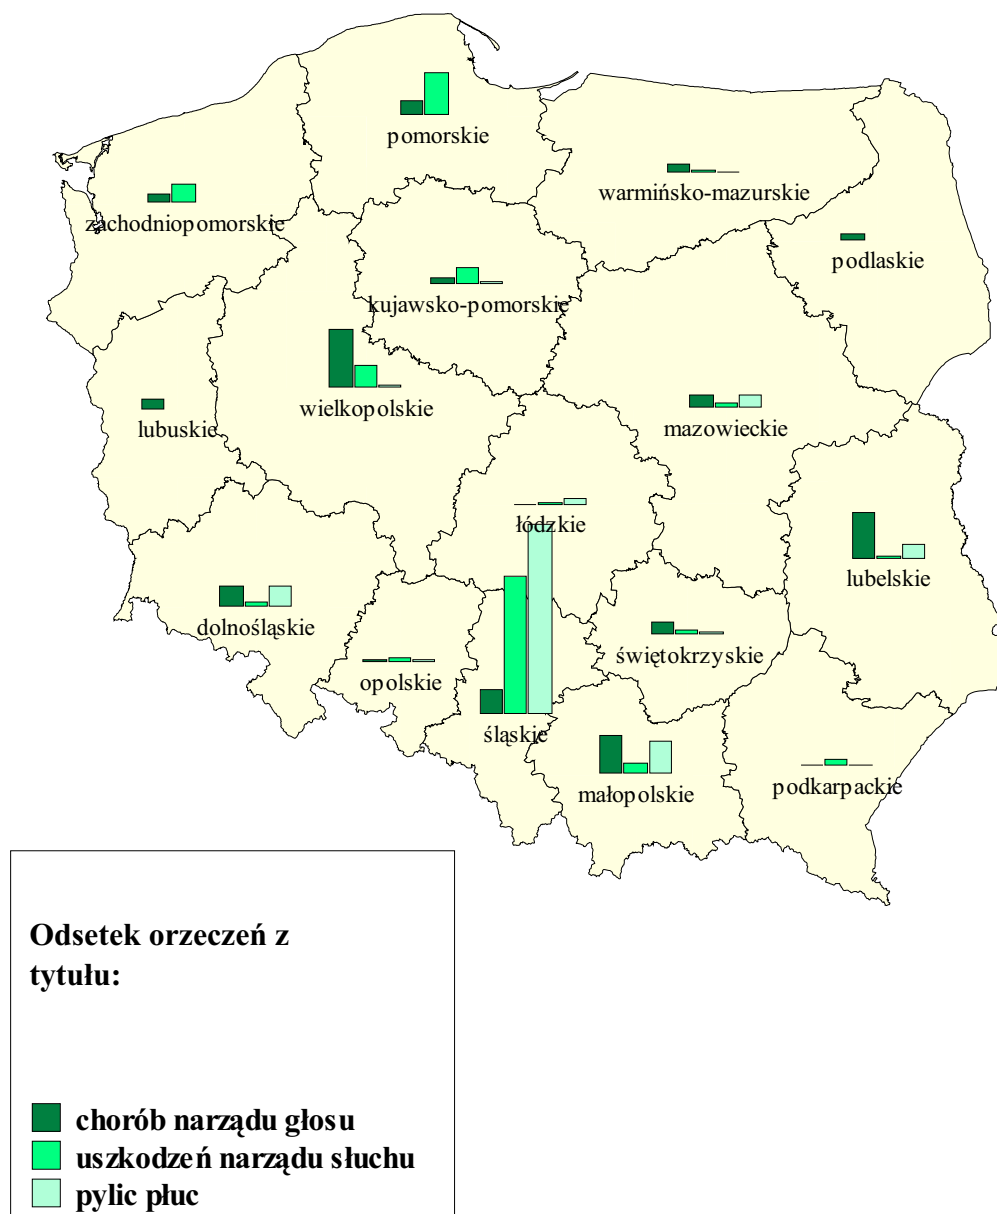 pomorskie
warmińsko-mazurskie
zachodniopomorskie
podlaskie
kujawsko-pomorskie
wielkopolskie
lubuskie
mazowieckie
łódzkie
lubelskie
dolnośląskie
świętokrzyskie
opolskie
śląskie
małopolskie
podkarpackie
Odsetek orzeczeń z
tytułu:
chorób narządu głosu
uszkodzeń narządu słuchu
pylic płuc